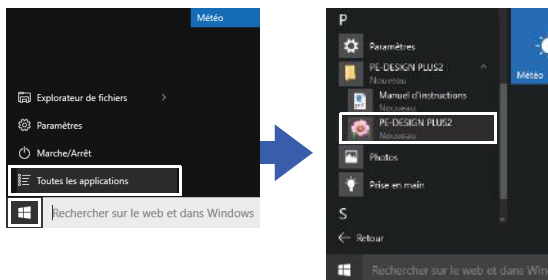 Météo
Explorateur de fichiers
Paramètres
Marche/Arrêt
Toutes les applications
Rechercher sur le web et dans Windows
P
Paramètres
PE-DESIGN PLUS2
Nouveau
Météo
Manuel d'instructions
Nouveau
PE-DESIGN PLUS2
Nouveau
Photos
Prise en main
S
Retour
Rechercher sur le web et dans Win